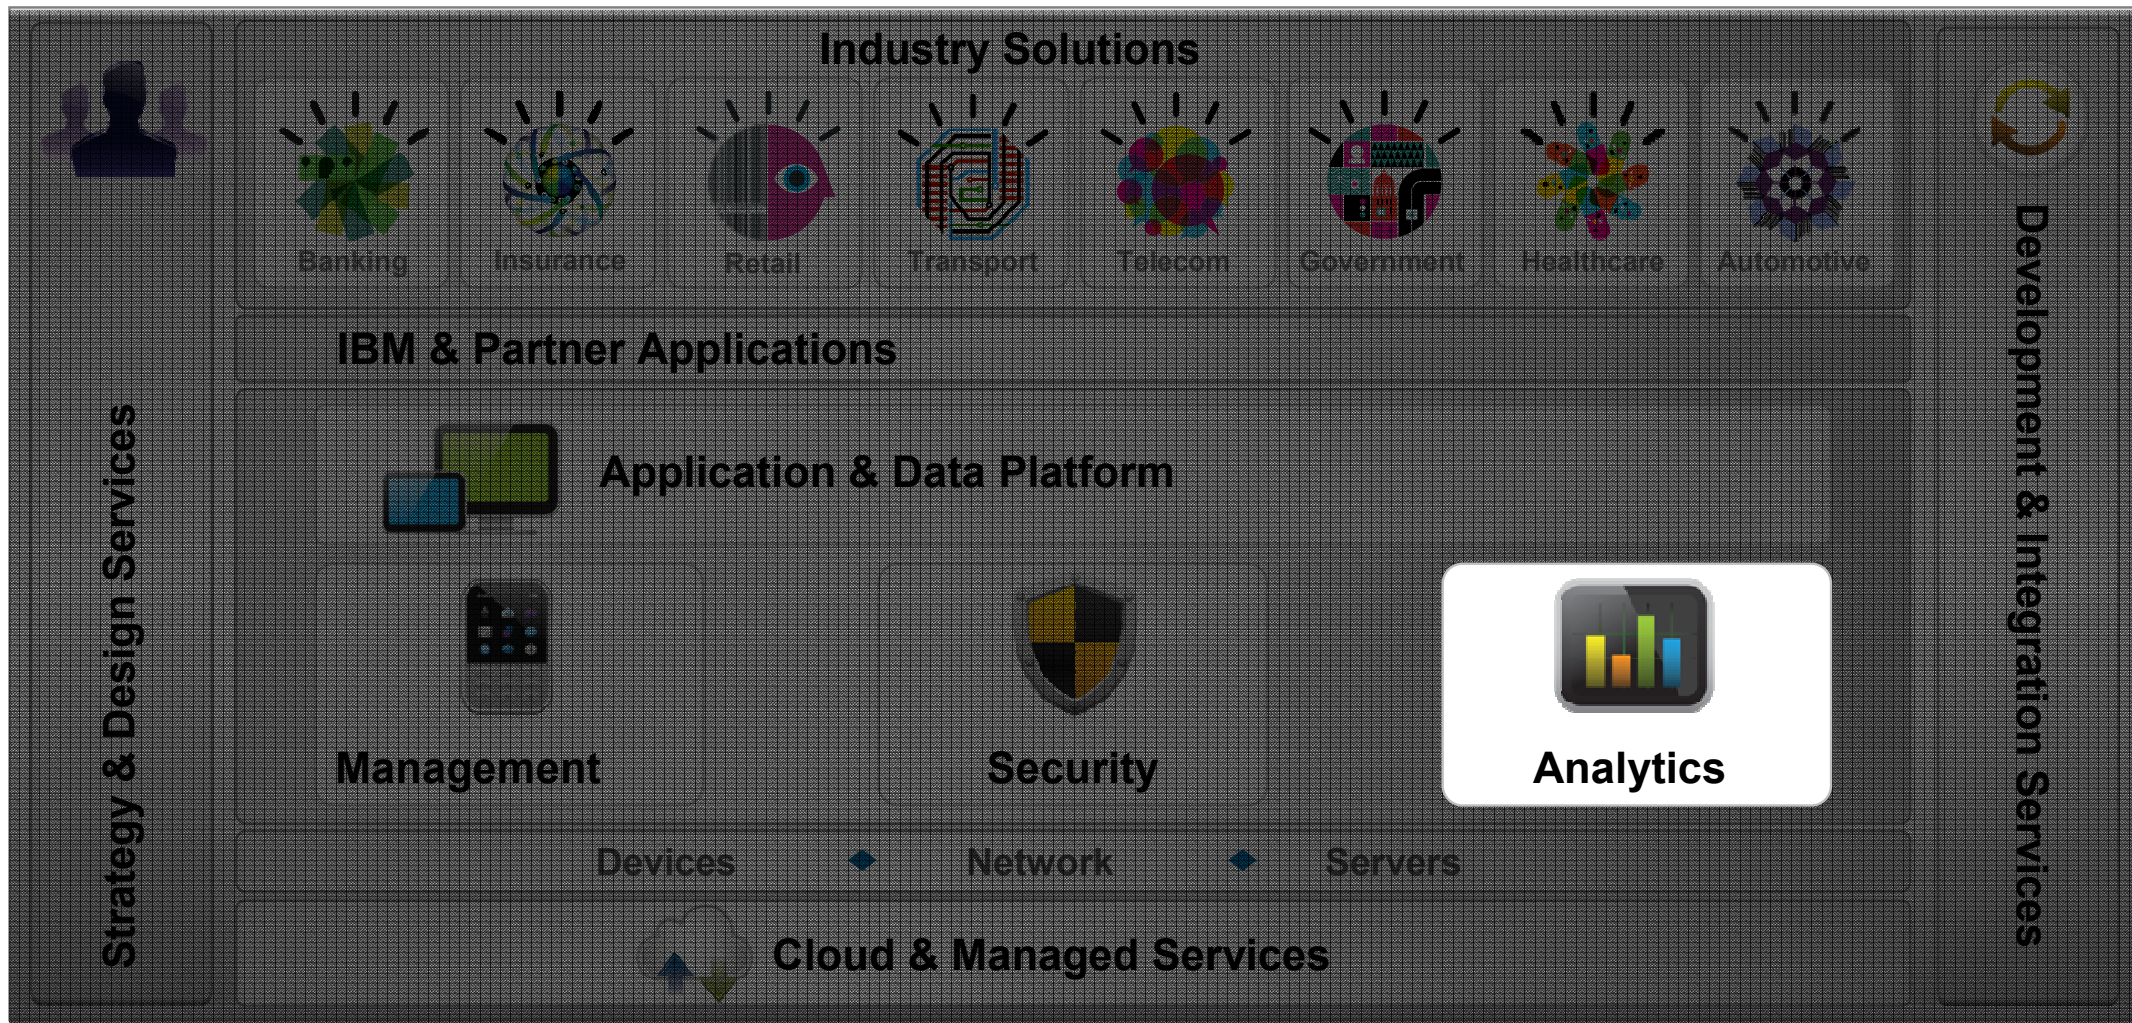 Industry Solutions
Banking
Insurance
Retail
Transport
Telecom
Government
Healthcare
Automotive
IBM & Partner Applications
Application & Data Platform
Management
Security
Analytics
Devices
Network
Servers
Cloud & Managed Services
Strategy & Design Services
Development & Integration Services